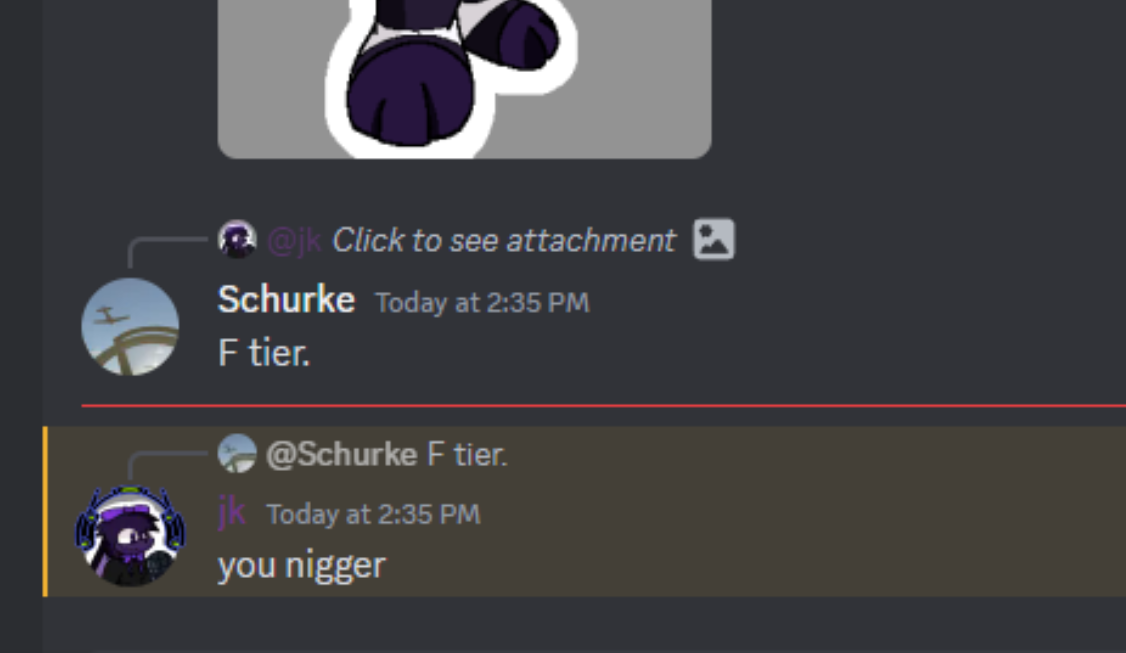 @jk Click to see attachment
Schurke Today at 2:35 PM
F tier.
@Schurke F tier.
jk Today at 2:35 PM
you nigger